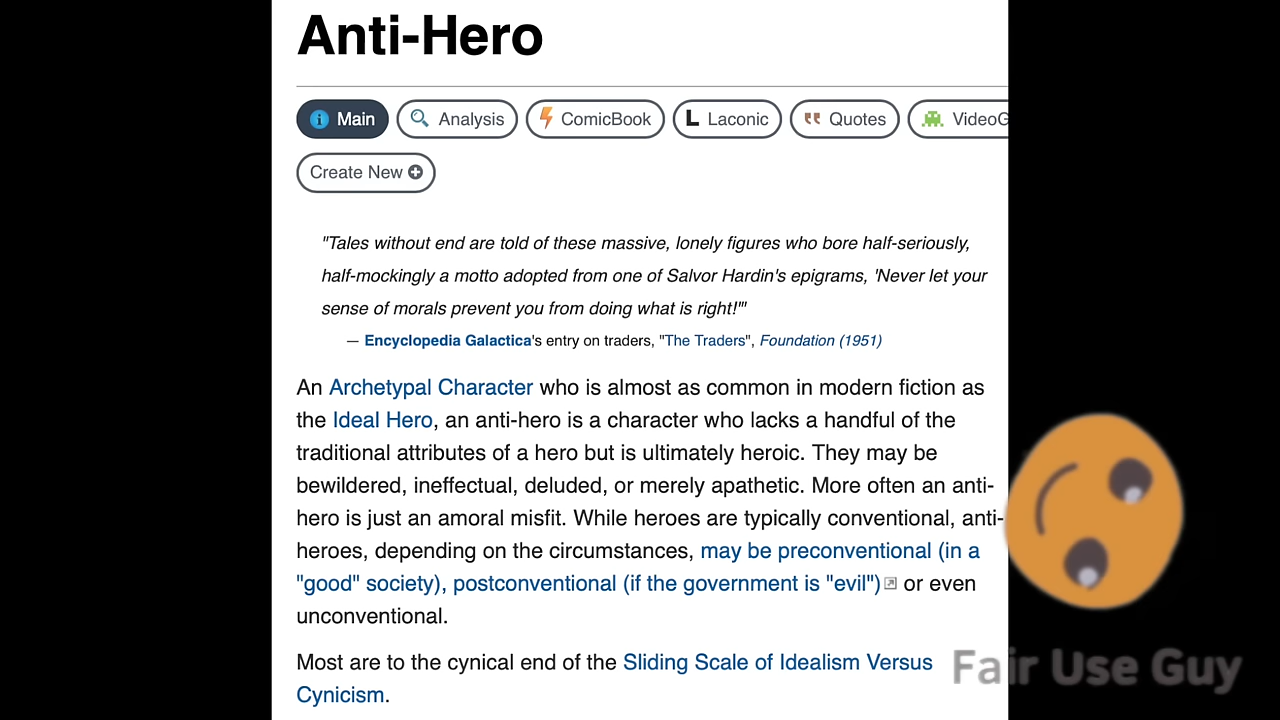 Anti-Hero
Main Analysis ComicBook Laconic Quotes VideoG
Create New
"Tales without end are told of these massive, lonely figures who bore half-seriously,
half-mockingly a motto adopted from one of Salvor Hardin's epigrams, 'Never let your
sense of morals prevent you from doing what is right!'"
— Encyclopedia Galactica's entry on traders, "The Traders", Foundation (1951)
An Archetypal Character who is almost as common in modern fiction as
the Ideal Hero, an anti-hero is a character who lacks a handful of the
traditional attributes of a hero but is ultimately heroic. They may be
bewildered, ineffectual, deluded, or merely apathetic. More often an anti-
hero is just an amoral misfit. While heroes are typically conventional, anti-
heroes, depending on the circumstances, may be preconventional (in a
"good" society), postconventional (if the government is "evil") or even
unconventional.
Most are to the cynical end of the Sliding Scale of Idealism Versus
Cynicism.
Fair Use Guy